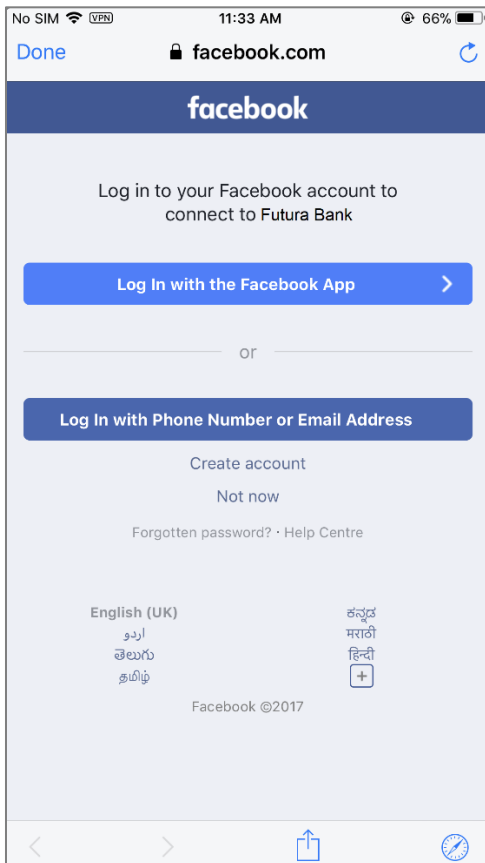 No SIM VPN 11:33 AM 66%
Done facebook.com
facebook
Log in to your Facebook account to
connect to Futura Bank
Log In with the Facebook App
or
Log In with Phone Number or Email Address
Create account
Not now
Forgotten password? · Help Centre
English (UK) ಕನ್ನಡ
اردو मराठी
తెలుగు हिन्दी
தமிழ் +
Facebook ©2017